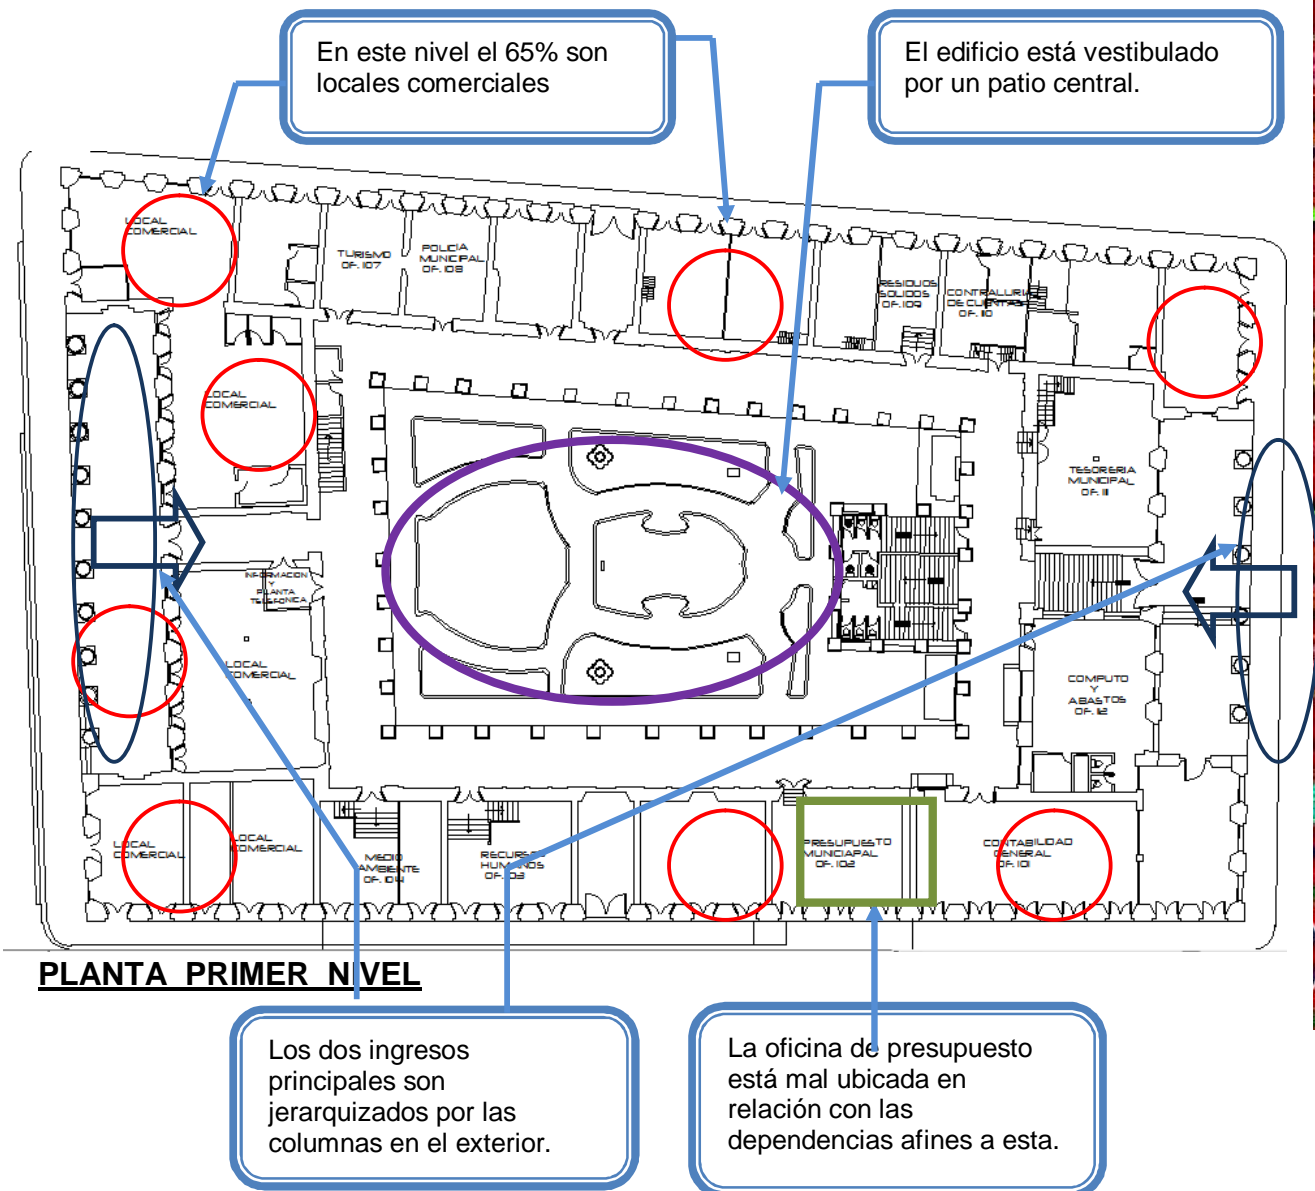 En este nivel el 65% son
locales comerciales
El edificio está vestibulado
por un patio central.
LOCAL
COMERCIAL
TURISMO
OF. 107
POLICIA
MUNICIPAL
OF. 108
RESIDUOS
SOLIDOS
OF. 109
CONTRALURIA
DE CUENTAS
OF. 110
LOCAL
COMERCIAL
TESORERIA
MUNICIPAL
OF. 111
INFORMACION
Y
PLANTA
TELEFONICA
LOCAL
COMERCIAL
COMPUTO
Y
ABASTOS
OF. 112
LOCAL
COMERCIAL
LOCAL
COMERCIAL
MEDIO
AMBIENTE
OF. 104
RECURSOS
HUMANOS
OF. 103
PRESUPUESTO
MUNICIAPAL
OF. 102
CONTABILIDAD
GENERAL
OF. 101
PLANTA PRIMER NIVEL
Los dos ingresos
principales son
jerarquizados por las
columnas en el exterior.
La oficina de presupuesto
está mal ubicada en
relación con las
dependencias afines a esta.